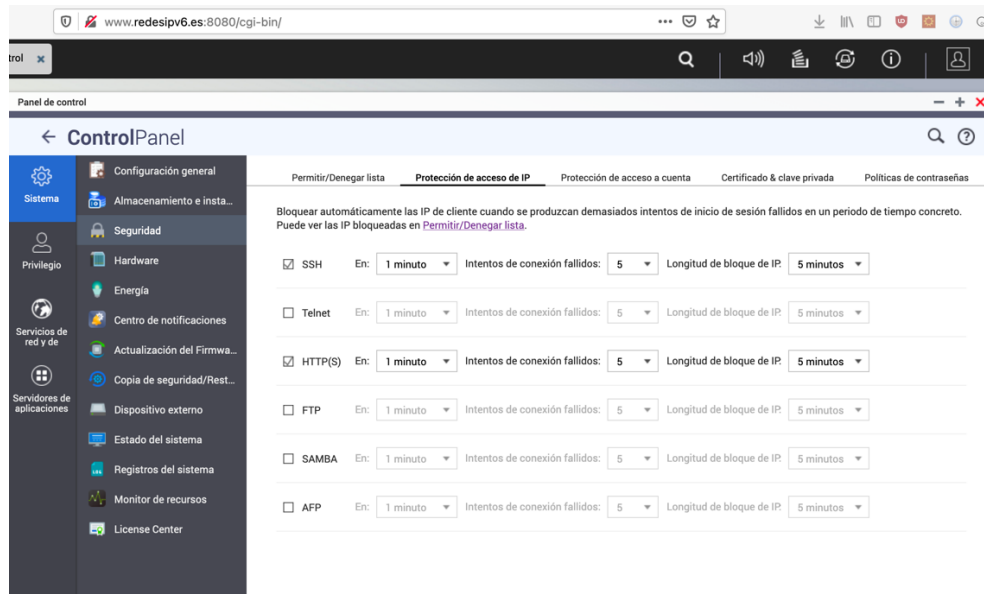 www.redesipv6.es:8080/cgi-bin/
trol
Panel de control
ControlPanel
Sistema
Privilegio
Servicios de
red y de
Servidores de
aplicaciones
Configuración general
Almacenamiento e insta...
Seguridad
Hardware
Energía
Centro de notificaciones
Actualización del Firmwa...
Copia de seguridad/Rest...
Dispositivo externo
Estado del sistema
Registros del sistema
Monitor de recursos
License Center
Permitir/Denegar lista Protección de acceso de IP Protección de acceso a cuenta Certificado & clave privada Políticas de contraseñas
Bloquear automáticamente las IP de cliente cuando se produzcan demasiados intentos de inicio de sesión fallidos en un periodo de tiempo concreto.
Puede ver las IP bloqueadas en Permitir/Denegar lista.
SSH En: 1 minuto Intentos de conexión fallidos: 5 Longitud de bloque de IP: 5 minutos
Telnet En: 1 minuto Intentos de conexión fallidos: 5 Longitud de bloque de IP: 5 minutos
HTTP(S) En: 1 minuto Intentos de conexión fallidos: 5 Longitud de bloque de IP: 5 minutos
FTP En: 1 minuto Intentos de conexión fallidos: 5 Longitud de bloque de IP: 5 minutos
SAMBA En: 1 minuto Intentos de conexión fallidos: 5 Longitud de bloque de IP: 5 minutos
AFP En: 1 minuto Intentos de conexión fallidos: 5 Longitud de bloque de IP: 5 minutos